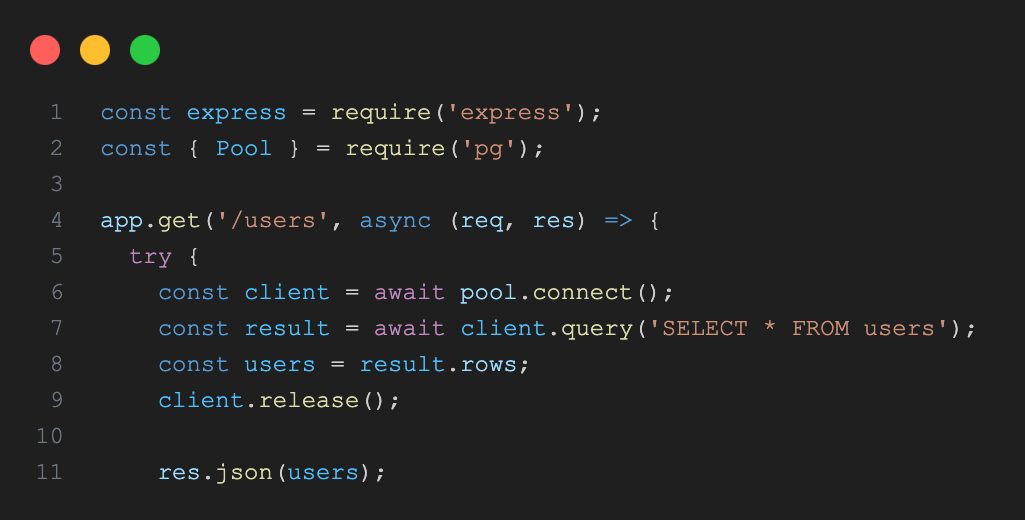 1 const express = require('express');
2 const { Pool } = require('pg');
3
4 app.get('/users', async (req, res) => {
5   try {
6     const client = await pool.connect();
7     const result = await client.query('SELECT * FROM users');
8     const users = result.rows;
9     client.release();
10
11     res.json(users);